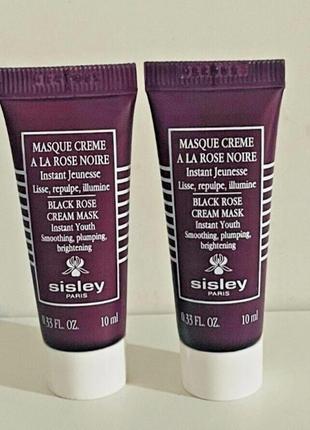 MASQUE CREME
A LA ROSE NOIRE
Instant Jeunesse
Lisse, repulpe, illumine
BLACK ROSE
CREAM MASK
Instant Youth
Smoothing, plumping,
brightening
sisley
PARIS
0.33 FL. OZ. 10 ml
MASQUE CREME
A LA ROSE NOIRE
Instant Jeunesse
Lisse, repulpe, illumine
BLACK ROSE
CREAM MASK
Instant Youth
Smoothing, plumping,
brightening
sisley
PARIS
0.33 FL. OZ. 10 ml